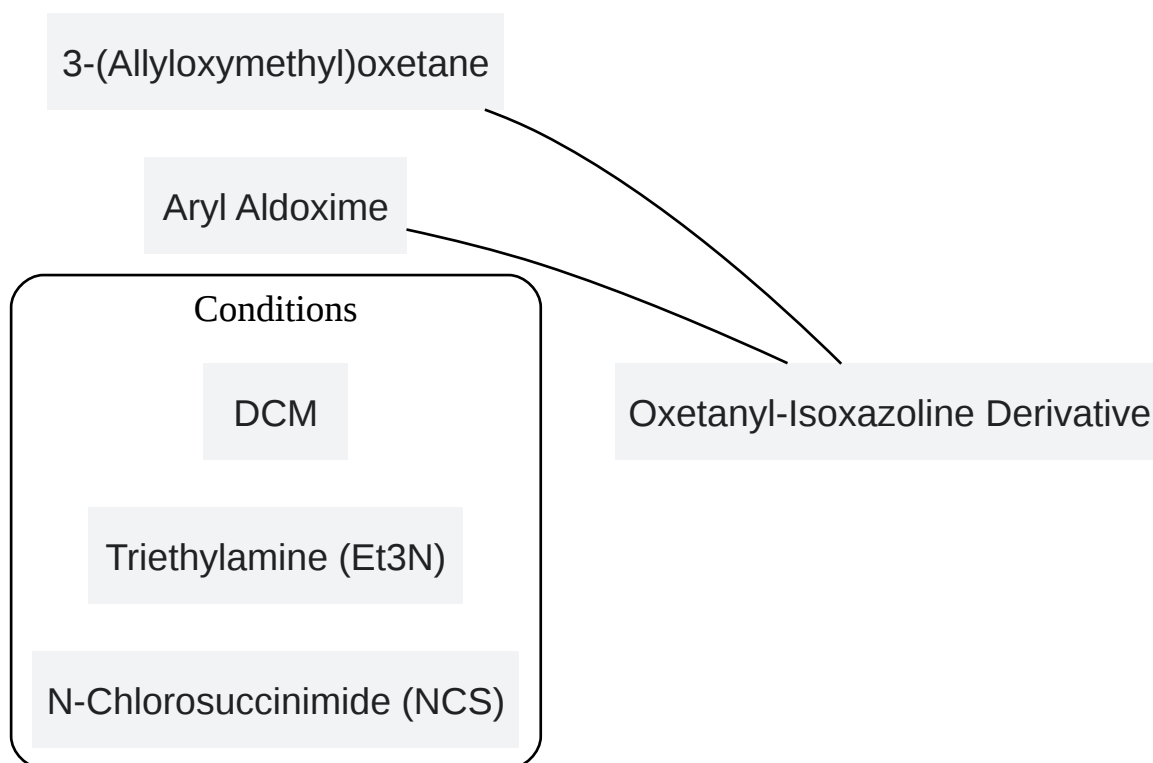 3-(Allyloxymethyl)oxetane
Aryl Aldoxime
Conditions
DCM
Oxetanyl-Isoxazoline Derivative
Triethylamine (Et3N)
N-Chlorosuccinimide (NCS)